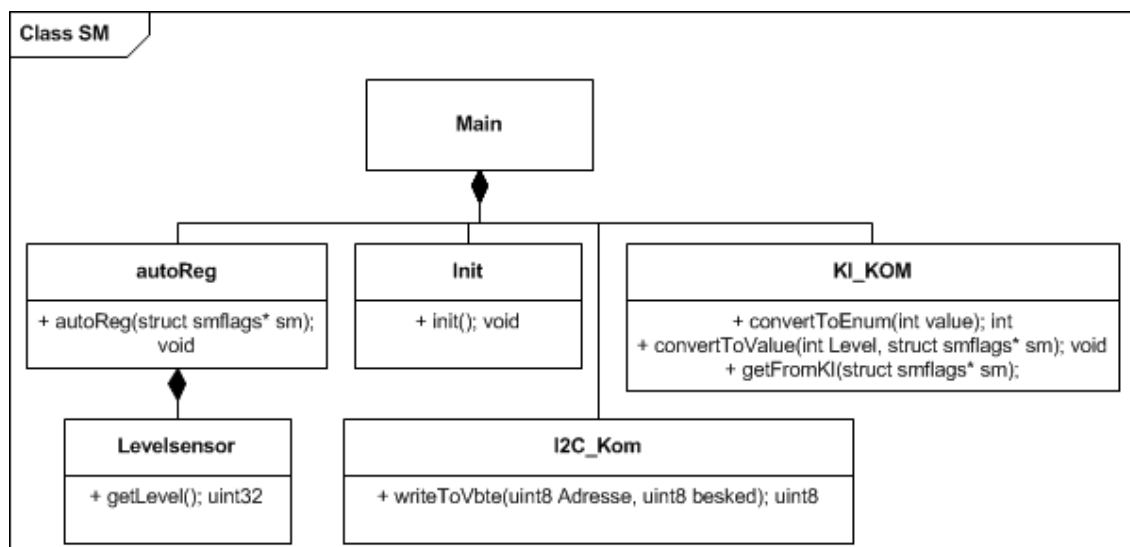 Class SM
Main
autoReg
+ autoReg(struct smflags* sm);
void
Init
+ init(); void
KI_KOM
+ convertToEnum(int value); int
+ convertToValue(int Level, struct smflags* sm); void
+ getFromKI(struct smflags* sm);
Levelsensor
+ getLevel(); uint32
I2C_Kom
+ writeToVbte(uint8 Adresse, uint8 besked); uint8